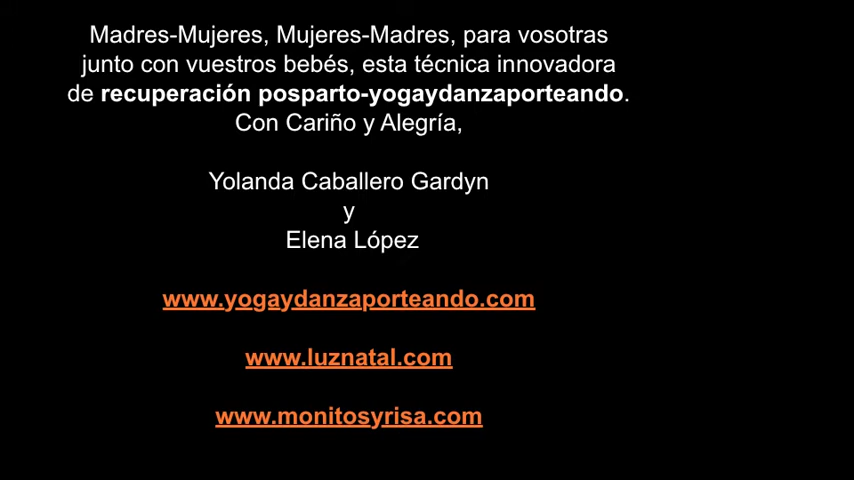 Madres-Mujeres, Mujeres-Madres, para vosotras
junto con vuestros bebés, esta técnica innovadora
de recuperación posparto-yogaydanzaporteando.
Con Cariño y Alegría,
Yolanda Caballero Gardyn
y
Elena López
www.yogaydanzaporteando.com
www.luznatal.com
www.monitosyrisa.com